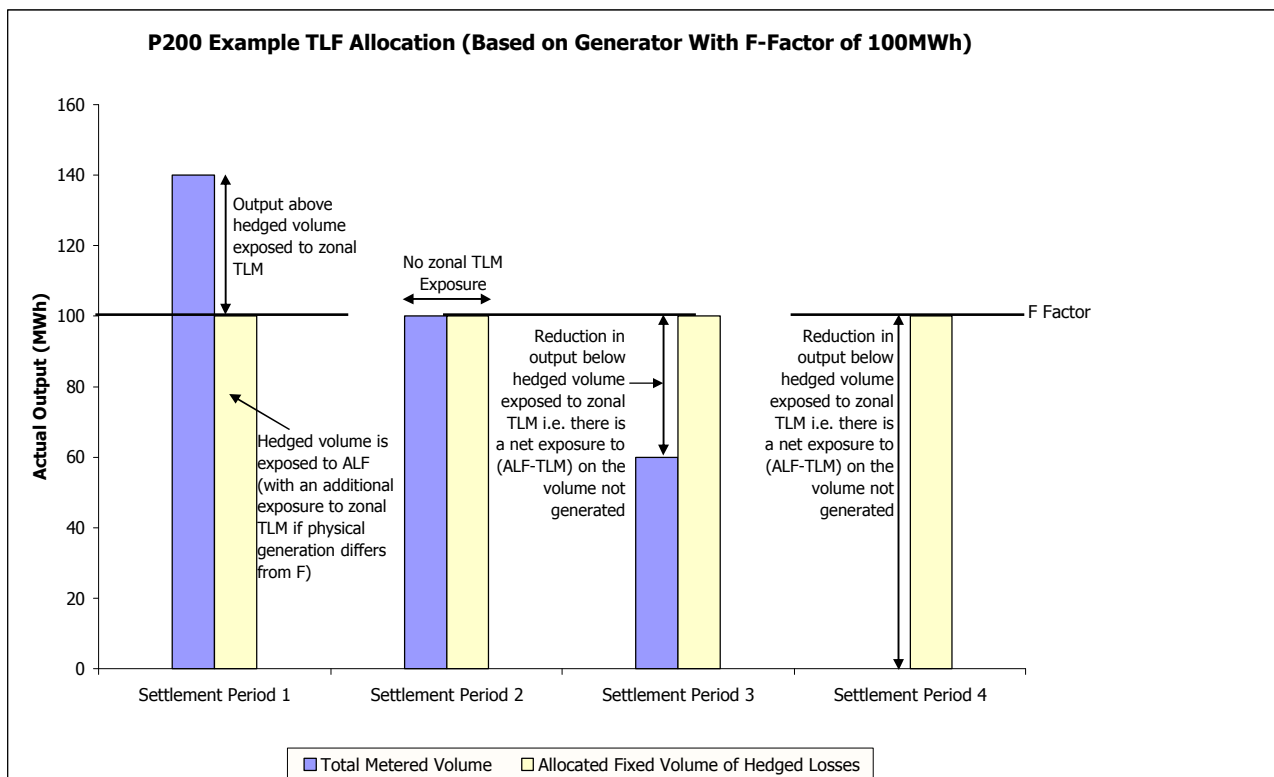 P200 Example TLF Allocation (Based on Generator With F-Factor of 100MWh)
Actual Output (MWh)
160
140
120
100
80
60
40
20
0
Output above
hedged volume
exposed to zonal
TLM
Hedged volume is
exposed to ALF
(with an additional
exposure to zonal
TLM if physical
generation differs
from F)
No zonal TLM
Exposure
Reduction in
output below
hedged volume
exposed to zonal
TLM i.e. there is
a net exposure to
(ALF-TLM) on the
volume not
generated
Reduction in
output below
hedged volume
exposed to zonal
TLM i.e. there is
a net exposure to
(ALF-TLM) on the
volume not
generated
F Factor
Settlement Period 1
Settlement Period 2
Settlement Period 3
Settlement Period 4
Total Metered Volume
Allocated Fixed Volume of Hedged Losses